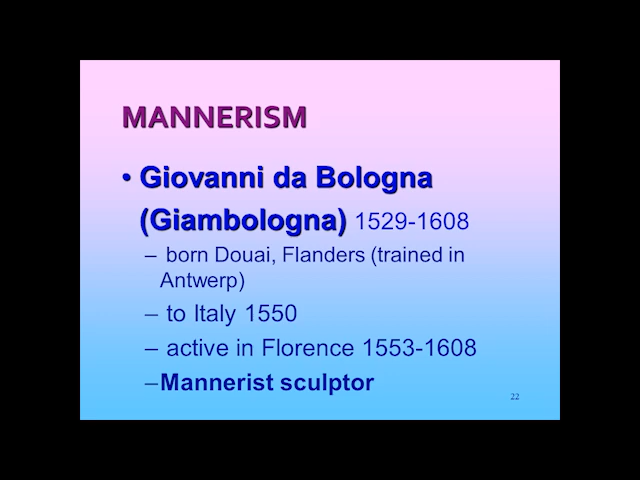 MANNERISM
• Giovanni da Bologna
(Giambologna) 1529-1608
– born Douai, Flanders (trained in
Antwerp)
– to Italy 1550
– active in Florence 1553-1608
–Mannerist sculptor
22